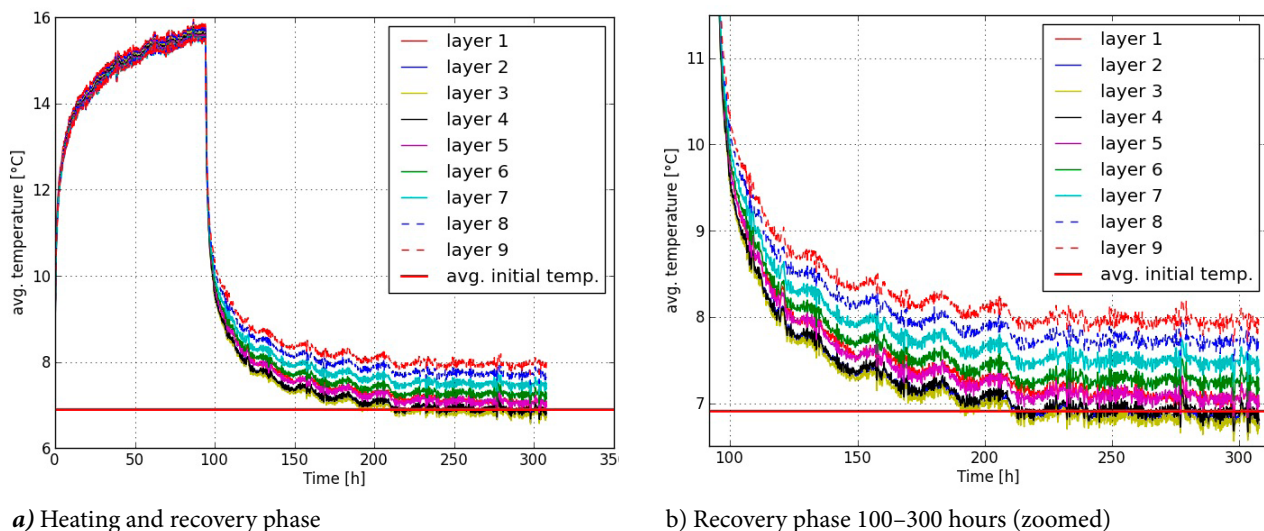 16
14
12
10
8
6
avg. temperature [°C]
layer 1
layer 2
layer 3
layer 4
layer 5
layer 6
layer 7
layer 8
layer 9
avg. initial temp.
0 50 100 150 200 250 300 350
Time [h]
a) Heating and recovery phase
11
10
9
8
7
avg. temperature [°C]
layer 1
layer 2
layer 3
layer 4
layer 5
layer 6
layer 7
layer 8
layer 9
avg. initial temp.
100 150 200 250 300
Time [h]
b) Recovery phase 100–300 hours (zoomed)